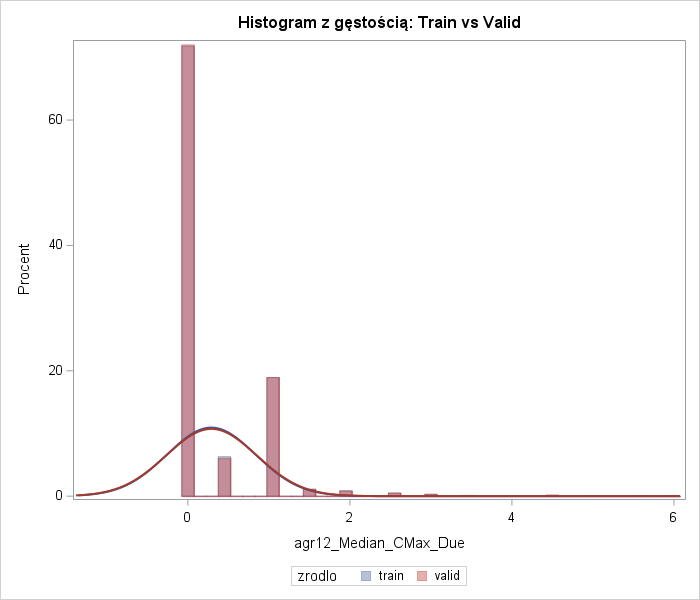 Histogram z gęstością: Train vs Valid
Procent
60
40
20
0
0 2 4 6
agr12_Median_CMax_Due
zrodlo train valid